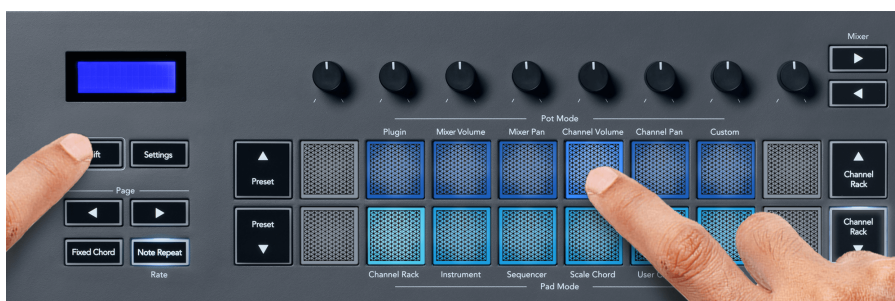 Mixer
Pot Mode
Plugin
Mixer Volume
Mixer Pan
Channel Volume
Channel Pan
Custom
ift
Settings
Preset
Channel
Rack
Page
Preset
Channel
Rack
Fixed Chord
Note Repeat
Rate
Channel Rack
Instrument
Sequencer
Scale Chord
Pad Mode